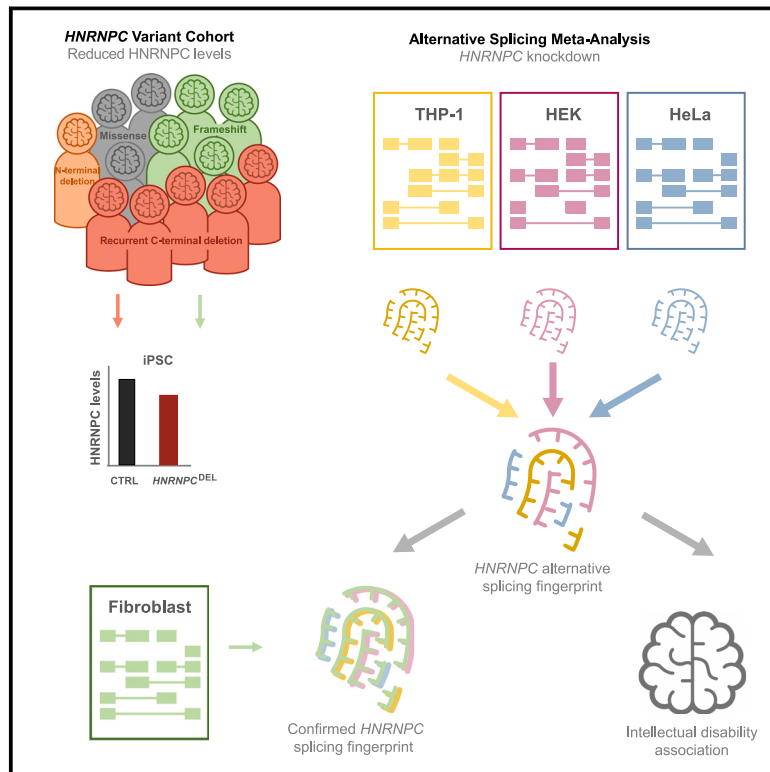 HNRNPC Variant Cohort
Reduced HNRNPC levels
Missense
Frameshift
N-terminal
deletion
Recurrent C-terminal deletion
iPSC
HNRNPC levels
CTRL
HNRNPC^DEL
Alternative Splicing Meta-Analysis
HNRNPC knockdown
THP-1
HEK
HeLa
HNRNPC alternative
splicing fingerprint
Fibroblast
Confirmed HNRNPC
splicing fingerprint
Intellectual disability
association